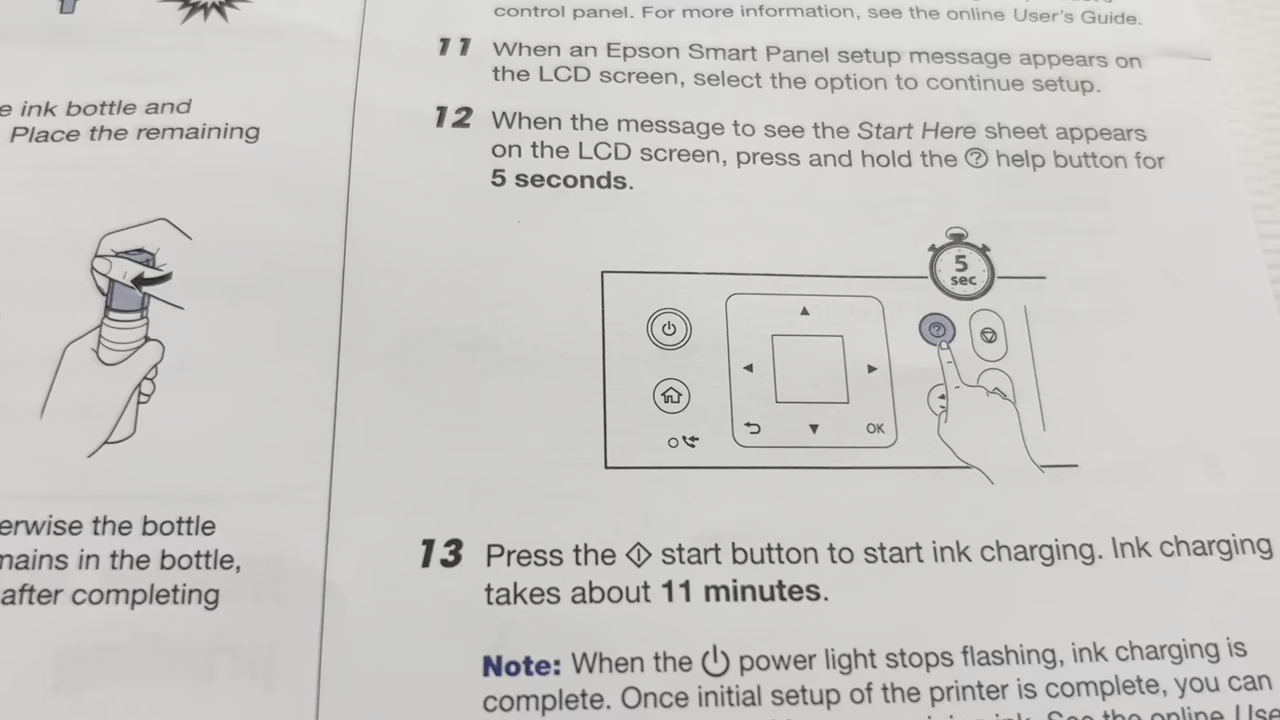 e ink bottle and
Place the remaining
erwise the bottle
mains in the bottle,
after completing
control panel. For more information, see the online User's Guide.
11 When an Epson Smart Panel setup message appears on
the LCD screen, select the option to continue setup.
12 When the message to see the Start Here sheet appears
on the LCD screen, press and hold the ? help button for
5 seconds.
5
sec
?
OK
13 Press the start button to start ink charging. Ink charging
takes about 11 minutes.
Note: When the power light stops flashing, ink charging is
complete. Once initial setup of the printer is complete, you can
ink. See the online Use